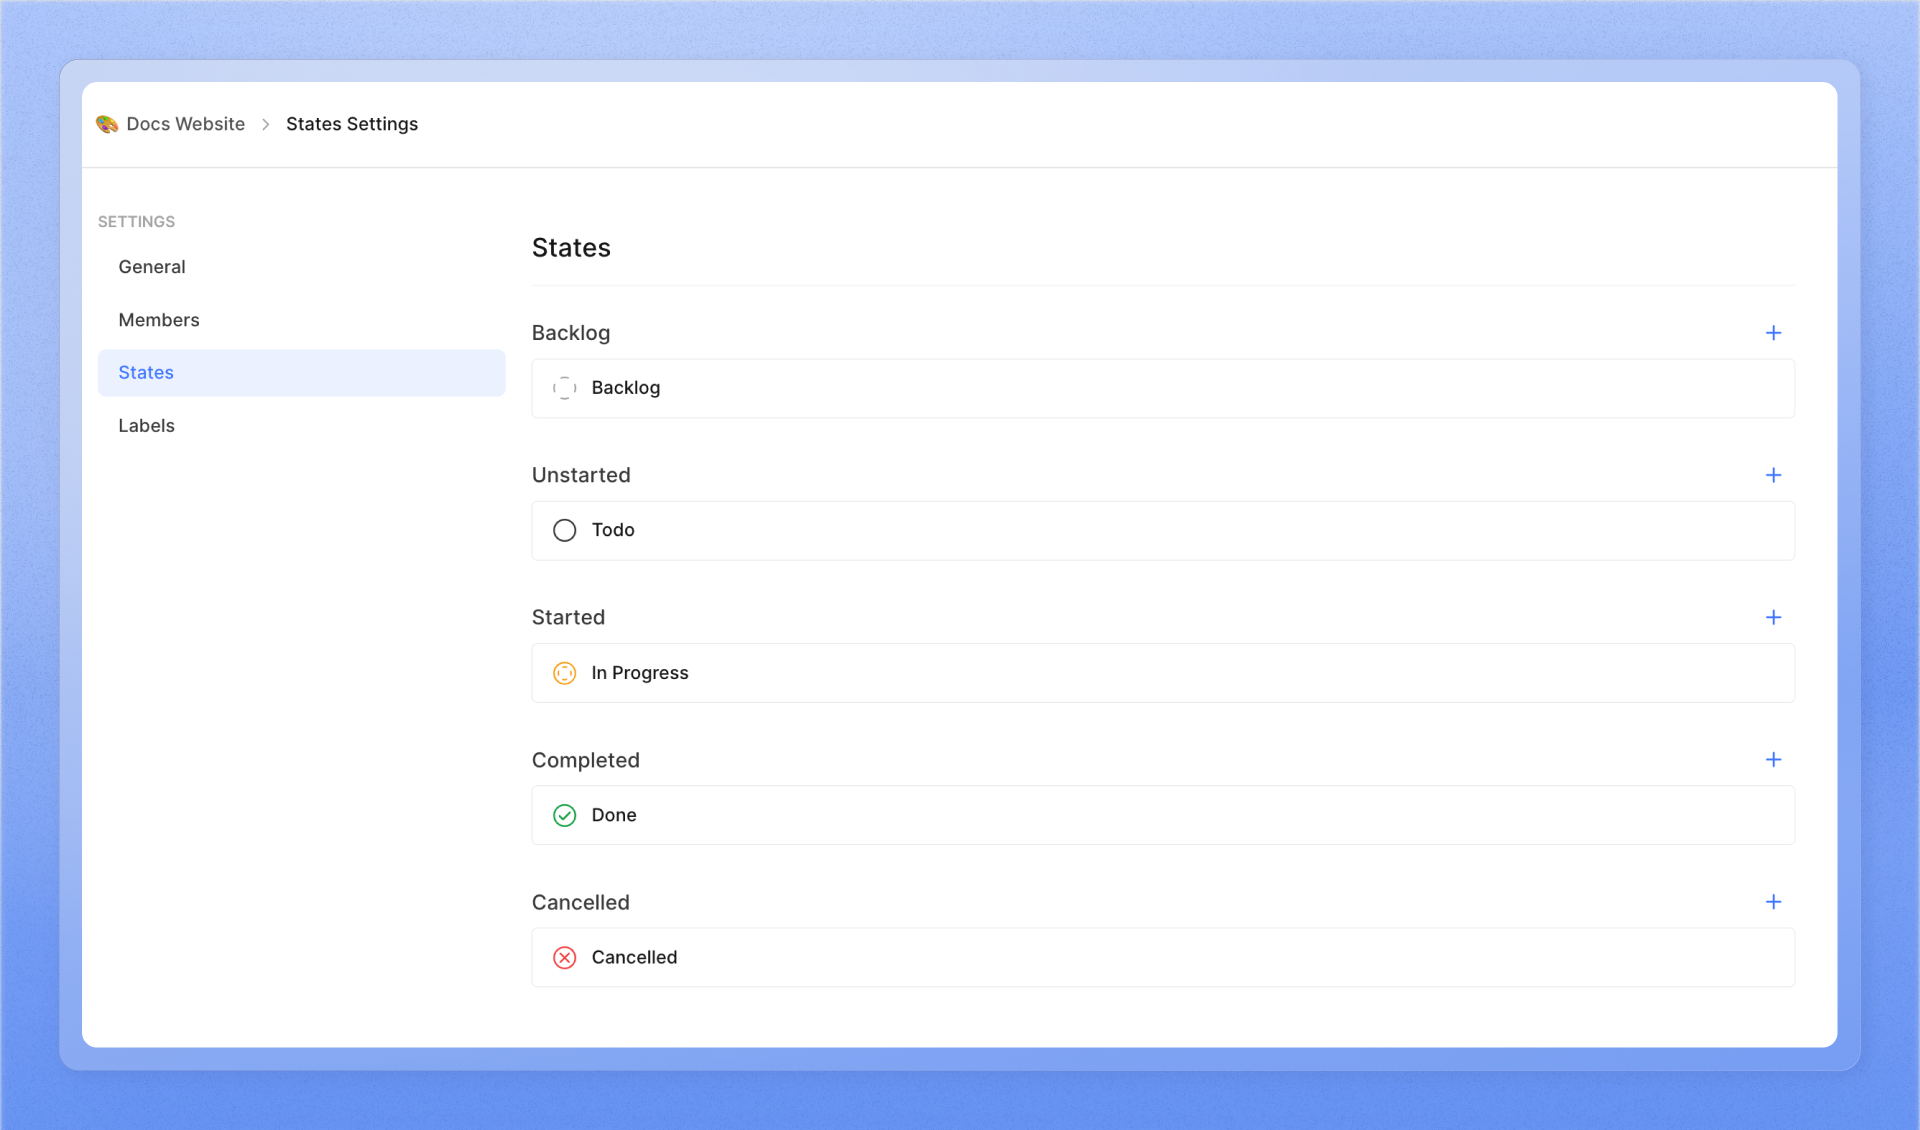 Docs Website > States Settings
SETTINGS
General
Members
States
Labels
States
Backlog
Backlog
Unstarted
Todo
Started
In Progress
Completed
Done
Cancelled
Cancelled